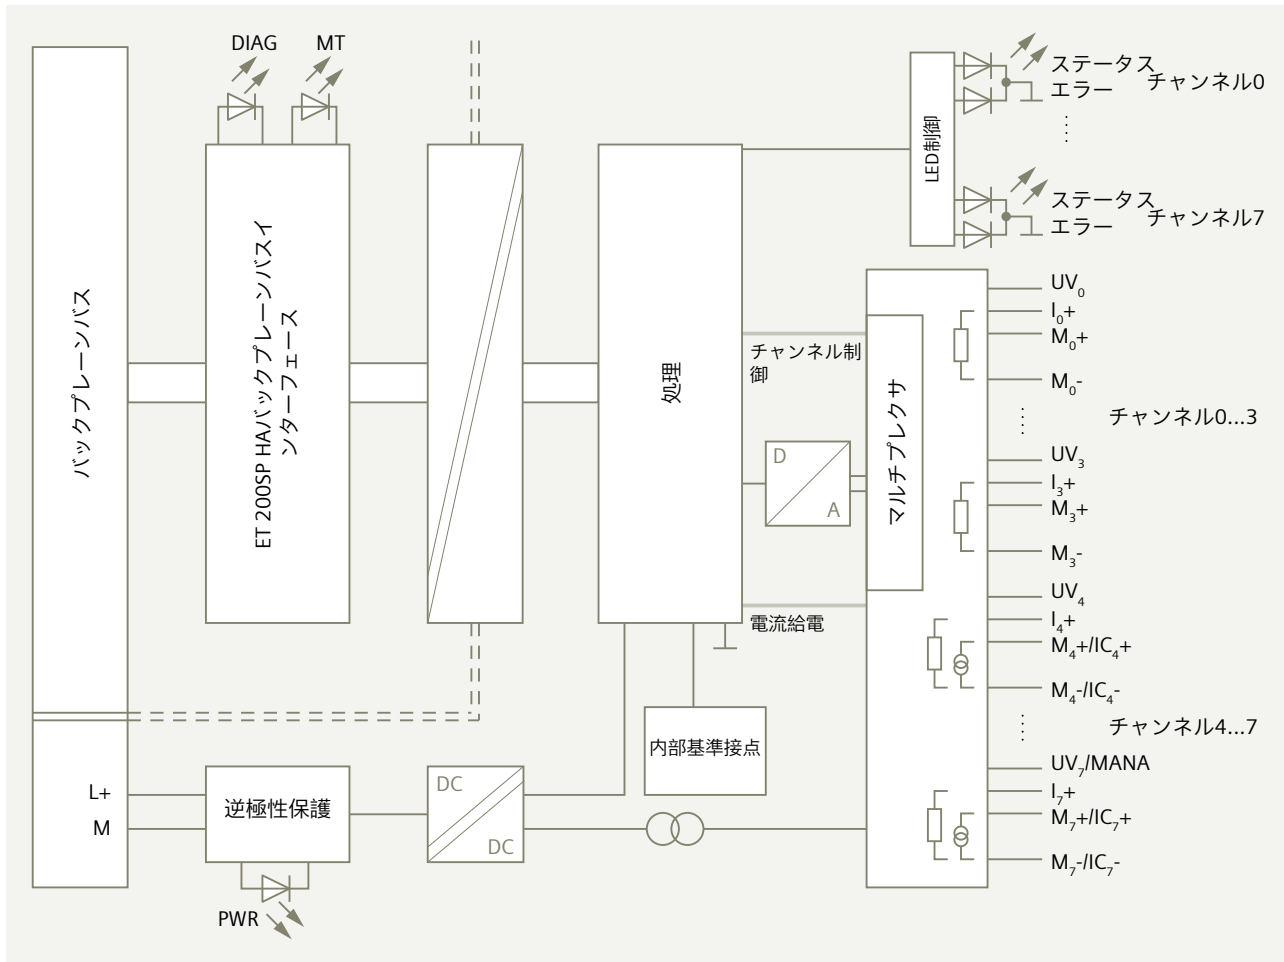 DIAG
MT
バックプレーンバス
ET 200SP HAバックプレーンバスイ
ンターフェース
処理
LED制御
ステータス
エラー
チャンネル0
ステータス
エラー
チャンネル7
チャンネル制
御
マルチプレクサ
D
A
電流給電
内部基準接点
UV0
I0+
M0+
M0-
チャンネル0...3
UV3
I3+
M3+
M3-
UV4
I4+
M4+/IC4+
M4-/IC4-
チャンネル4...7
UV7/MANA
I7+
M7+/IC7+
M7-/IC7-
L+
M
逆極性保護
DC
DC
PWR